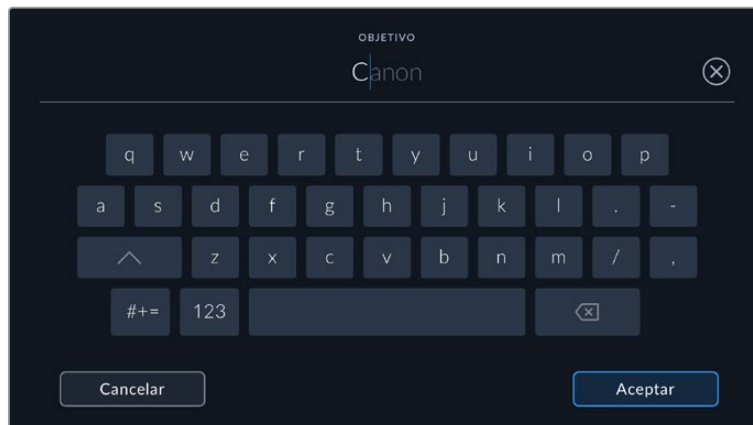 OBJETIVO
Canon
q w e r t y u i o p
a s d f g h j k l . -
z x c v b n m / ,
#+= 123
Cancelar Aceptar